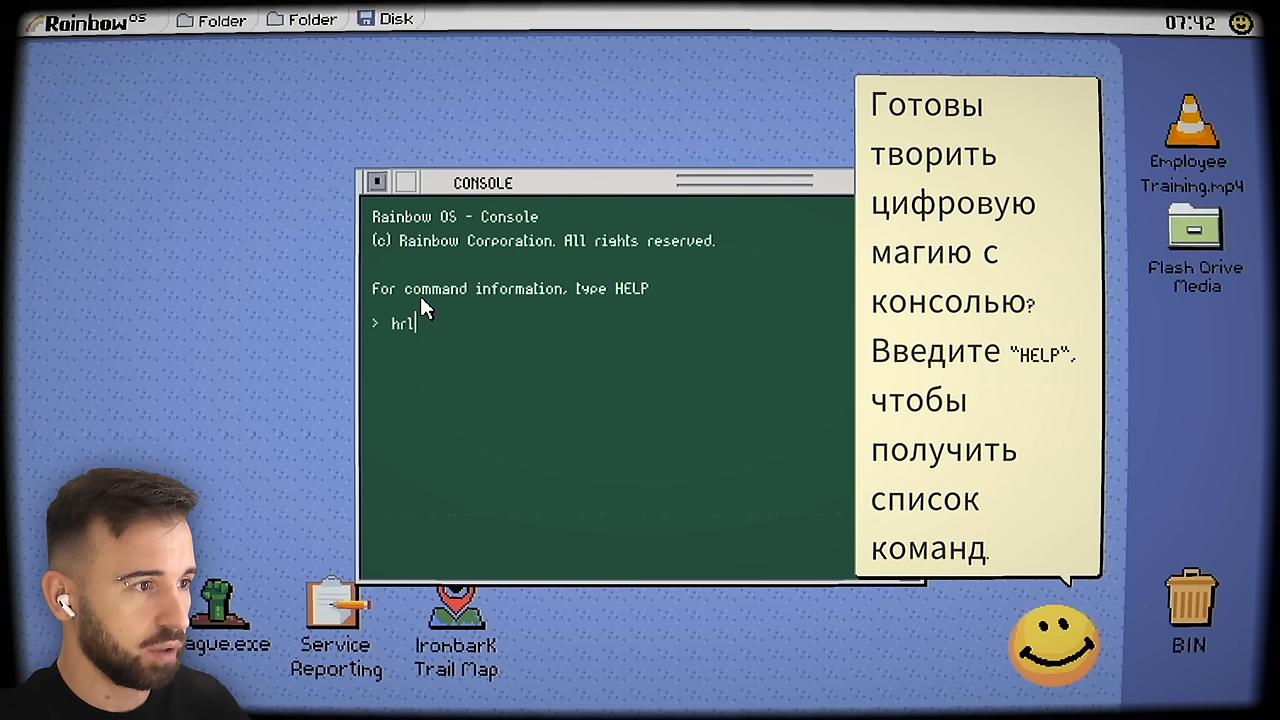 RainbowOS
Folder
Folder
Disk
07:42
CONSOLE
Rainbow OS - Console
(c) Rainbow Corporation. All rights reserved.
For command information, type HELP
> hrl
Готовы
творить
цифровую
магию с
консолью?
Введите "HELP",
чтобы
получить
список
команд.
Employee
Training.mp4
Flash Drive
Media
ague.exe
Service
Reporting
Ironbark
Trail Map
BIN